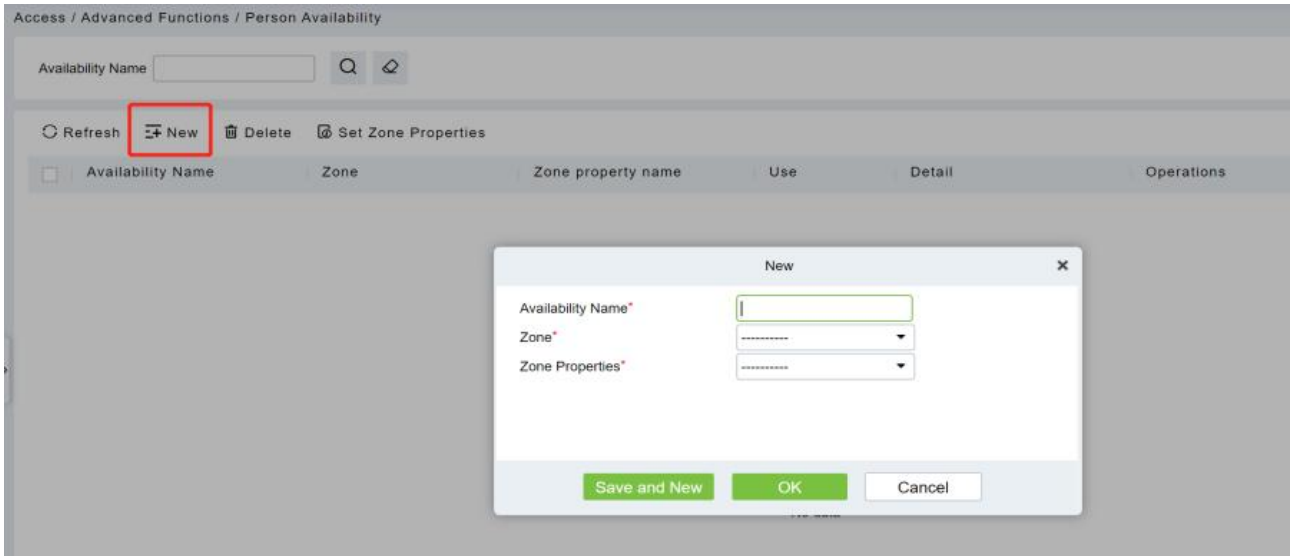 Access / Advanced Functions / Person Availability
Availability Name
Refresh New Delete Set Zone Properties
Availability Name Zone Zone property name Use Detail Operations
New
Availability Name*
Zone* ----------
Zone Properties* ----------
Save and New OK Cancel